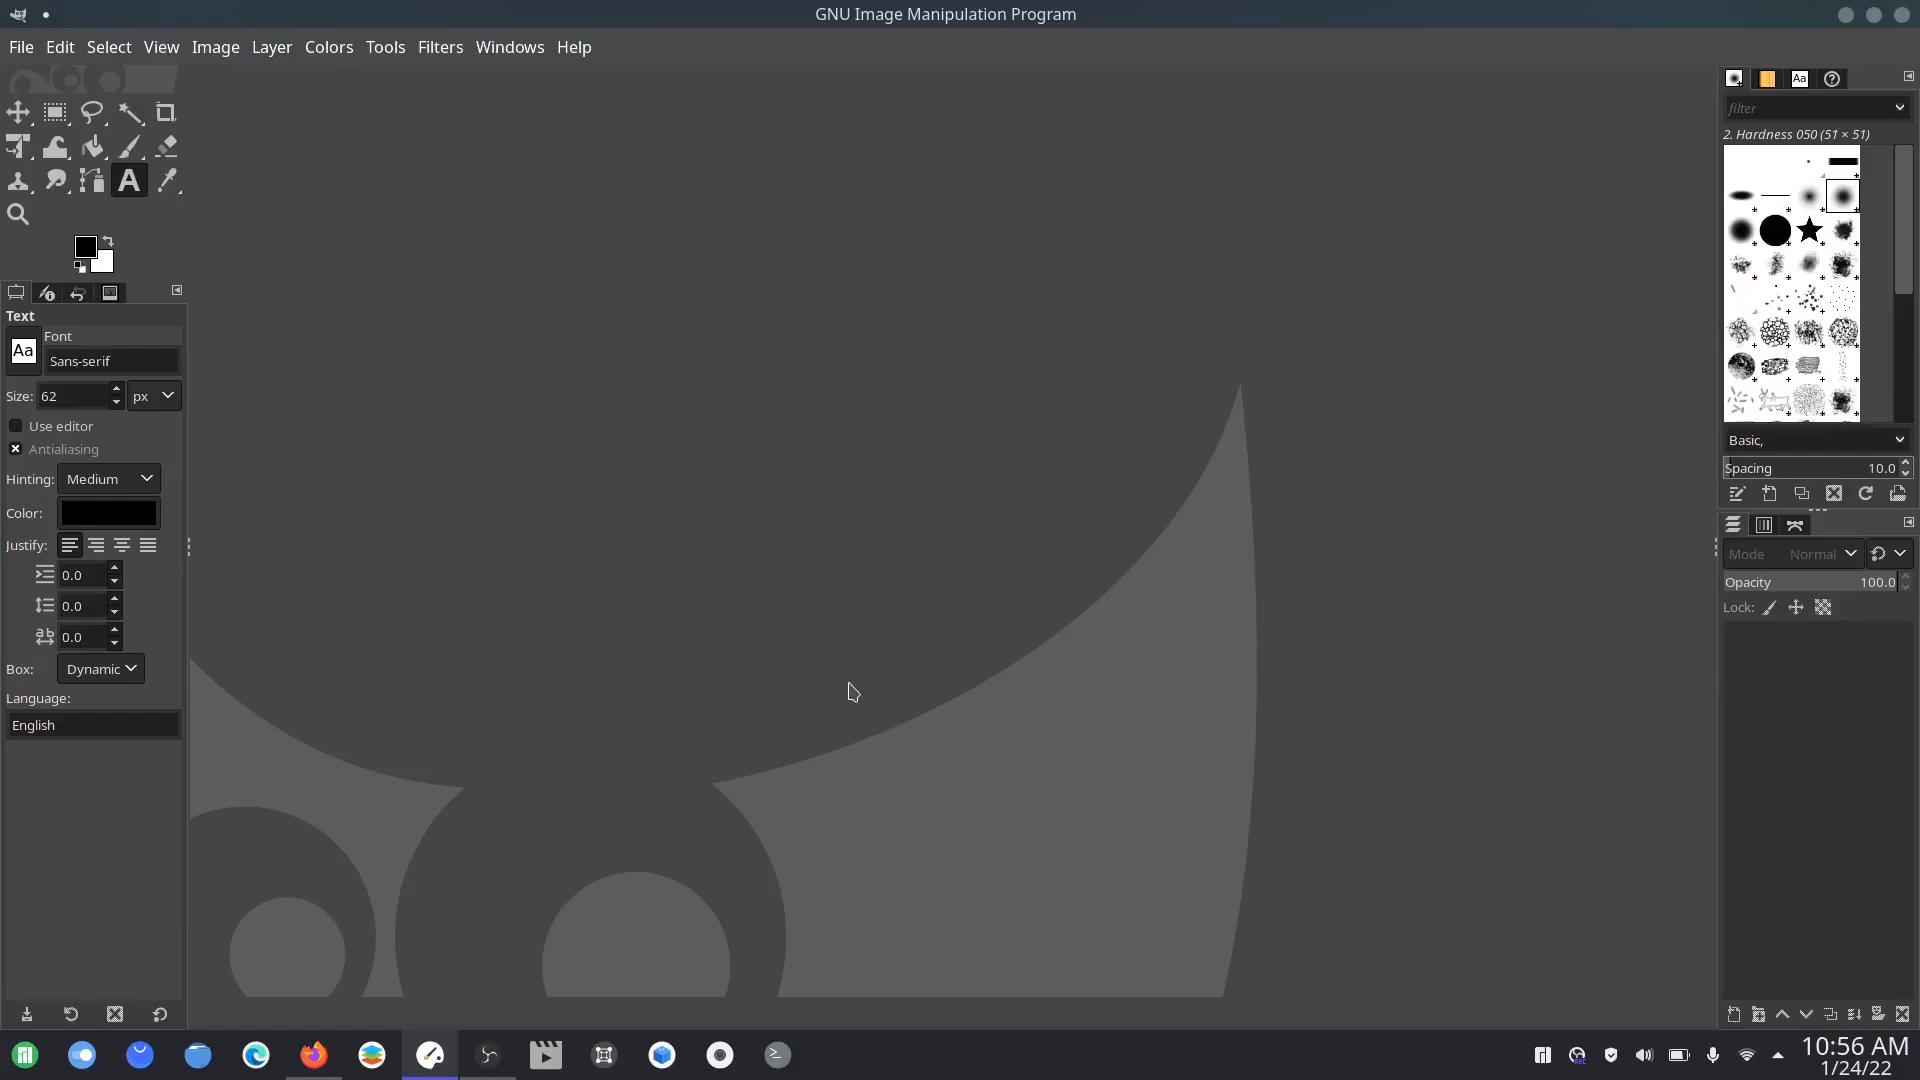 GNU Image Manipulation Program
File Edit Select View Image Layer Colors Tools Filters Windows Help
filter
2. Hardness 050 (51 × 51)
Text
Aa
Font
Sans-serif
Size: 62 px
Use editor
Antialiasing
Hinting: Medium
Color:
Justify:
0.0
0.0
0.0
Box: Dynamic
Language:
English
Aa
Basic,
Spacing 10.0
Mode Normal
Opacity 100.0
Lock:
10:56 AM
1/24/22